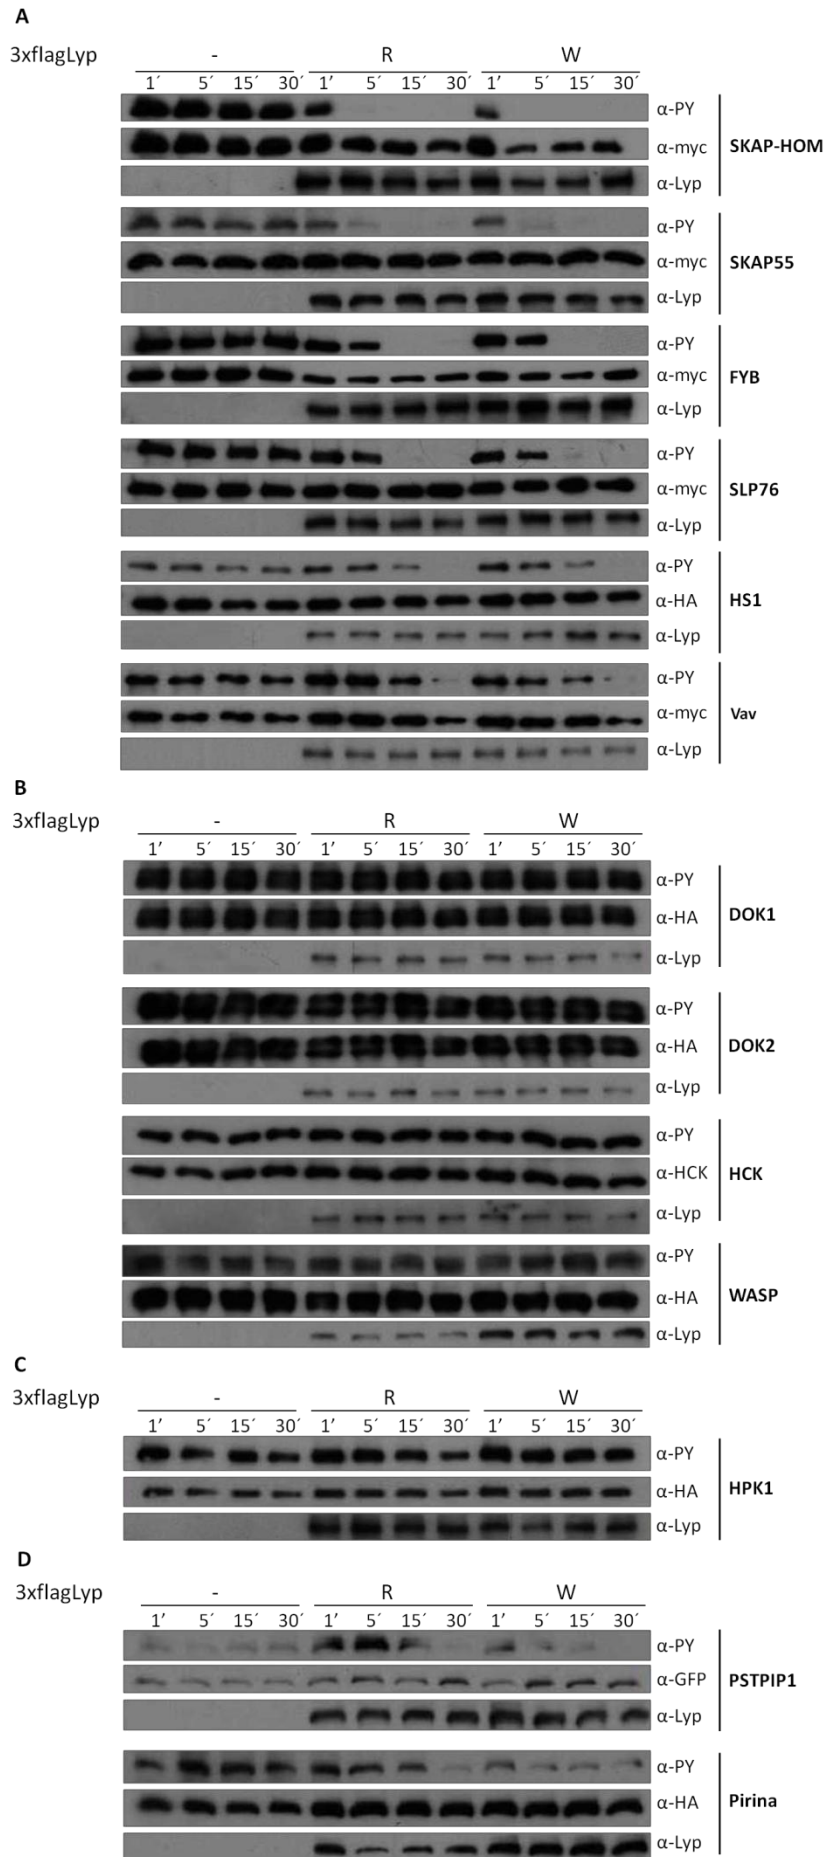 A
3xflagLyp - R W
1' 5´ 15´ 30´ 1' 5´ 15´ 30´ 1' 5´ 15´ 30´
α-PY
α-myc SKAP-HOM
α-Lyp
α-PY
α-myc SKAP55
α-Lyp
α-PY
α-myc FYB
α-Lyp
α-PY
α-myc SLP76
α-Lyp
α-PY
α-HA HS1
α-Lyp
α-PY
α-myc Vav
α-Lyp
B
3xflagLyp - R W
1' 5´ 15´ 30´ 1' 5´ 15´ 30´ 1' 5´ 15´ 30´
α-PY
α-HA DOK1
α-Lyp
α-PY
α-HA DOK2
α-Lyp
α-PY
α-HCK HCK
α-Lyp
α-PY
α-HA WASP
α-Lyp
C
3xflagLyp - R W
1' 5´ 15´ 30´ 1' 5´ 15´ 30´ 1' 5´ 15´ 30´
α-PY
α-HA HPK1
α-Lyp
D
3xflagLyp - R W
1' 5´ 15´ 30´ 1' 5´ 15´ 30´ 1' 5´ 15´ 30´
α-PY
α-GFP PSTPIP1
α-Lyp
α-PY
α-HA Pirina
α-Lyp